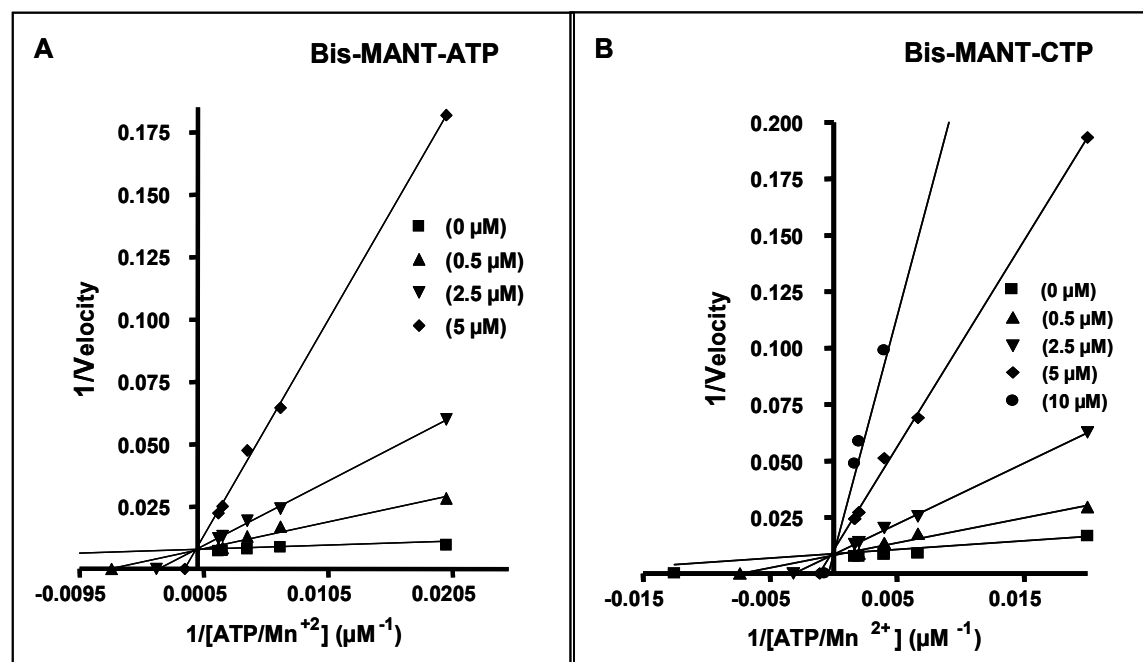 A
Bis-MANT-ATP
0.175
0.150
0.125
0.100
0.075
0.050
0.025
1/Velocity
(0 µM)
(0.5 µM)
(2.5 µM)
(5 µM)
-0.0095
0.0005
0.0105
0.0205
1/[ATP/Mn+2] (µM-1)
B
Bis-MANT-CTP
0.200
0.175
0.150
0.125
0.100
0.075
0.050
0.025
0.000
1/Velocity
(0 µM)
(0.5 µM)
(2.5 µM)
(5 µM)
(10 µM)
-0.015
-0.005
0.005
0.015
1/[ATP/Mn 2+] (µM-1)